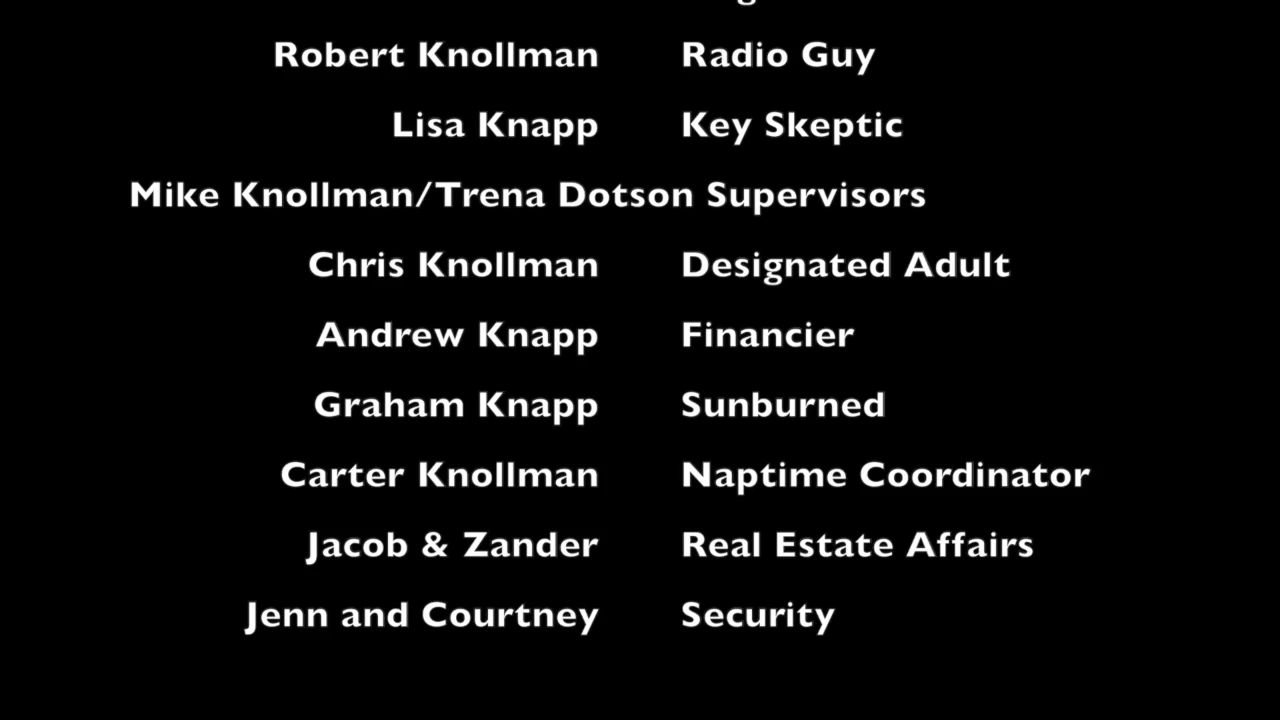 Robert Knollman Radio Guy
Lisa Knapp Key Skeptic
Mike Knollman/Trena Dotson Supervisors
Chris Knollman Designated Adult
Andrew Knapp Financier
Graham Knapp Sunburned
Carter Knollman Naptime Coordinator
Jacob & Zander Real Estate Affairs
Jenn and Courtney Security